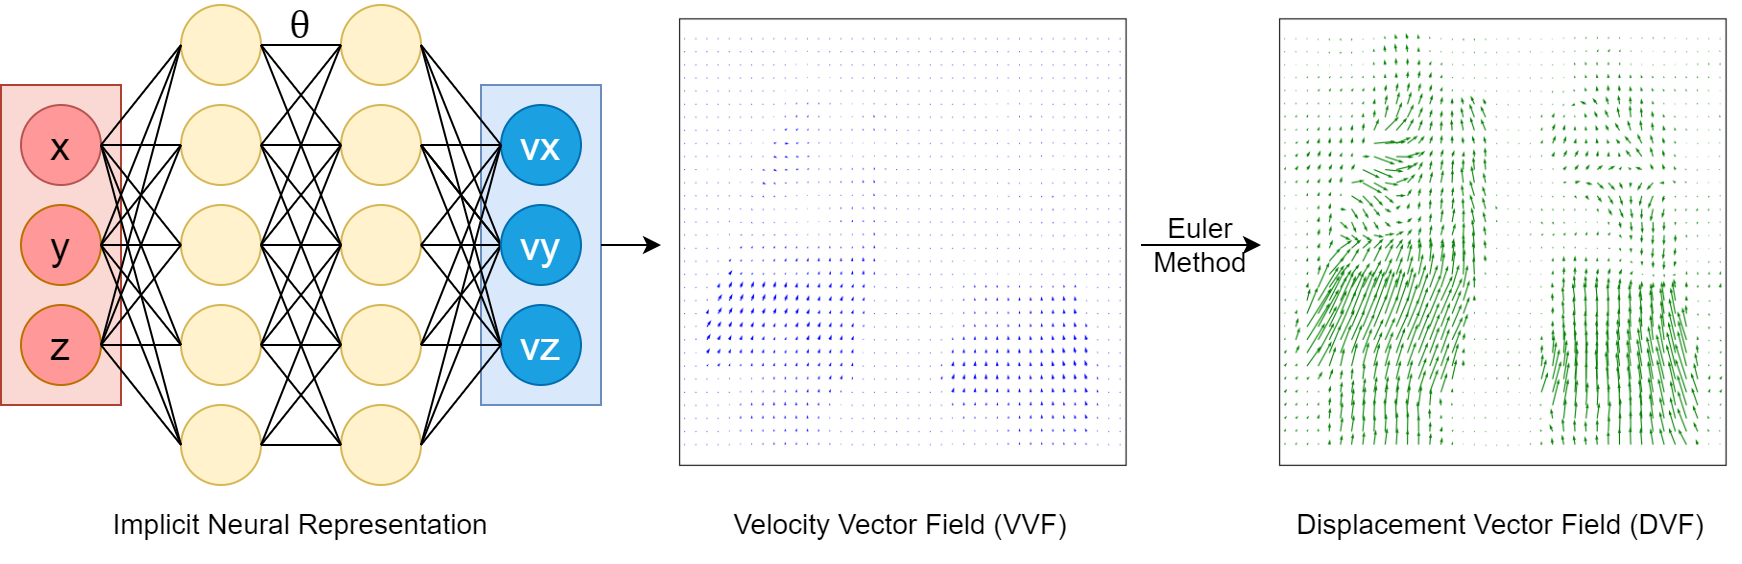 θ
x
y
z
vx
vy
vz
Euler
Method
Implicit Neural Representation
Velocity Vector Field (VVF)
Displacement Vector Field (DVF)